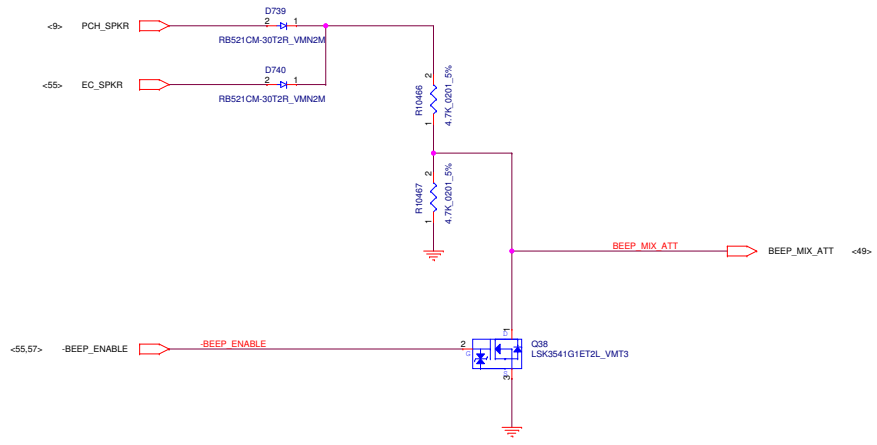 D739
<9> PCH_SPKR 2 1
RB521CM-30T2R_VMN2M
D740
<55> EC_SPKR 2 1
RB521CM-30T2R_VMN2M
2
R10466
4.7K_0201_5%
1
2
R10467
4.7K_0201_5%
1
BEEP_MIX_ATT
BEEP_MIX_ATT <49>
1
D
<55,57> -BEEP_ENABLE
-BEEP_ENABLE
2
G
Q38
LSK3541G1ET2L_VMT3
3